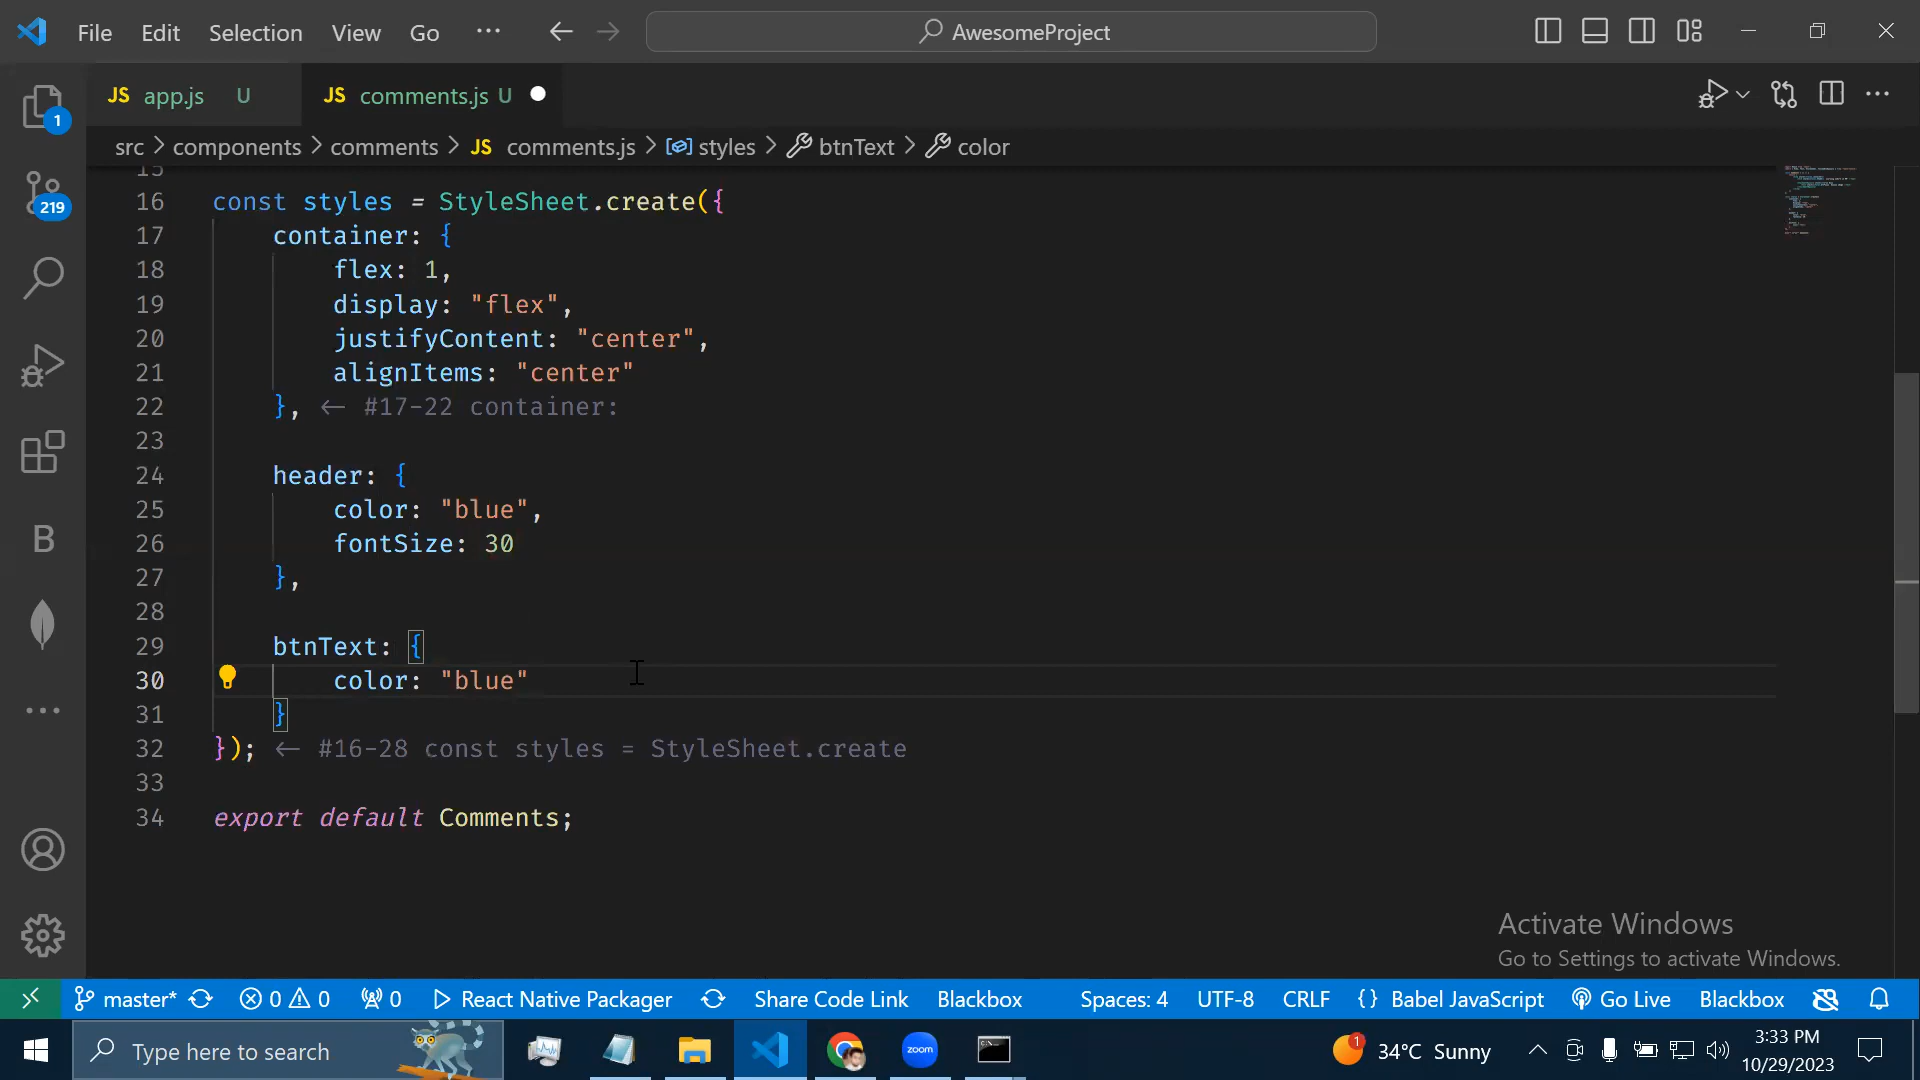 File Edit Selection View Go ··· AwesomeProject
JS app.js U JS comments.js U
src > components > comments > JS comments.js > styles > btnText > color
15
16 const styles = StyleSheet.create({
17 container: {
18 flex: 1,
19 display: "flex",
20 justifyContent: "center",
21 alignItems: "center"
22 }, <- #17-22 container:
23
24 header: {
25 color: "blue",
26 fontSize: 30
27 },
28
29 btnText: {
30 color: "blue"
31 }
32 }); <- #16-28 const styles = StyleSheet.create
33
34 export default Comments;
1
219
B
Activate Windows
Go to Settings to activate Windows.
master* 0 0 0 React Native Packager Share Code Link Blackbox Spaces: 4 UTF-8 CRLF {} Babel JavaScript Go Live Blackbox
Type here to search zoom 1 34°C Sunny 3:33 PM
10/29/2023